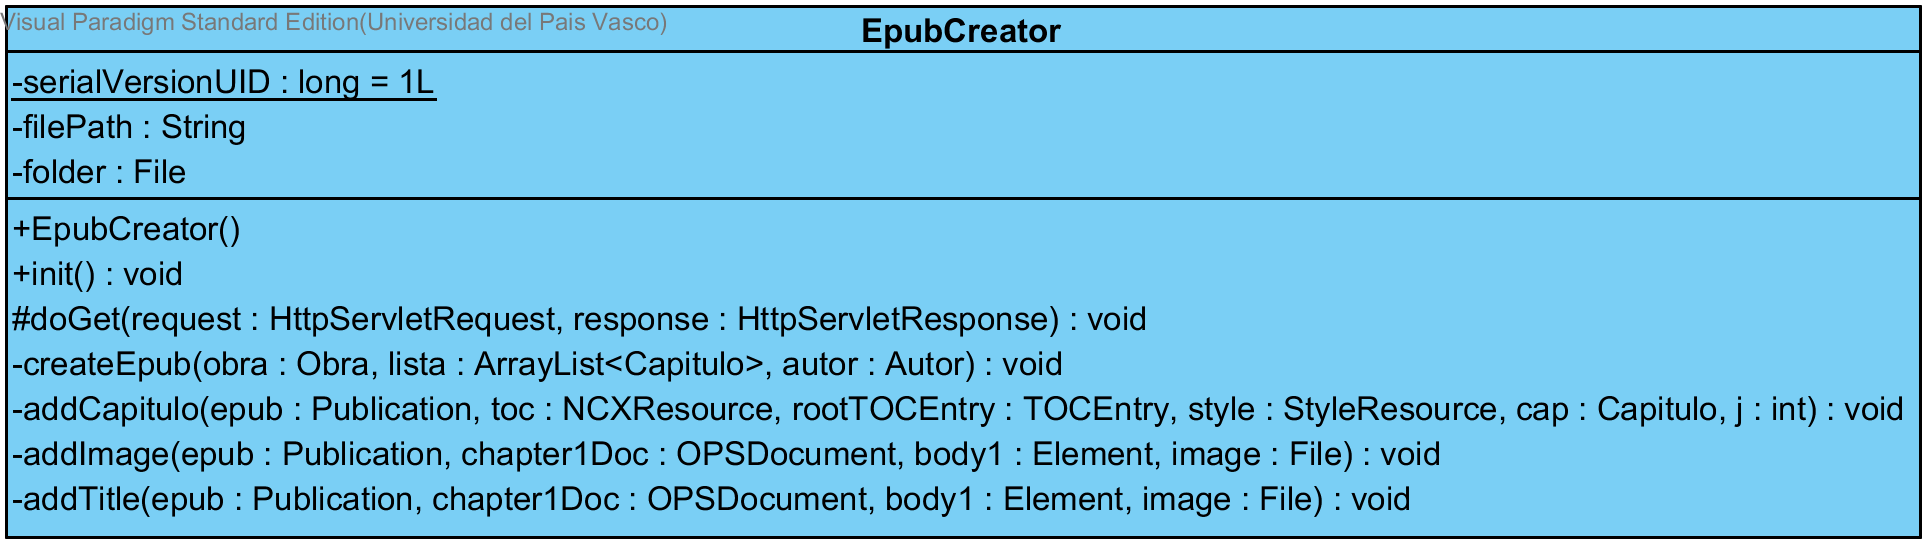 Visual Paradigm Standard Edition(Universidad del Pais Vasco)
EpubCreator
-serialVersionUID : long = 1L
-filePath : String
-folder : File
+EpubCreator()
+init() : void
#doGet(request : HttpServletRequest, response : HttpServletResponse) : void
-createEpub(obra : Obra, lista : ArrayList<Capitulo>, autor : Autor) : void
-addCapitulo(epub : Publication, toc : NCXResource, rootTOCEntry : TOCEntry, style : StyleResource, cap : Capitulo, j : int) : void
-addImage(epub : Publication, chapter1Doc : OPSDocument, body1 : Element, image : File) : void
-addTitle(epub : Publication, chapter1Doc : OPSDocument, body1 : Element, image : File) : void